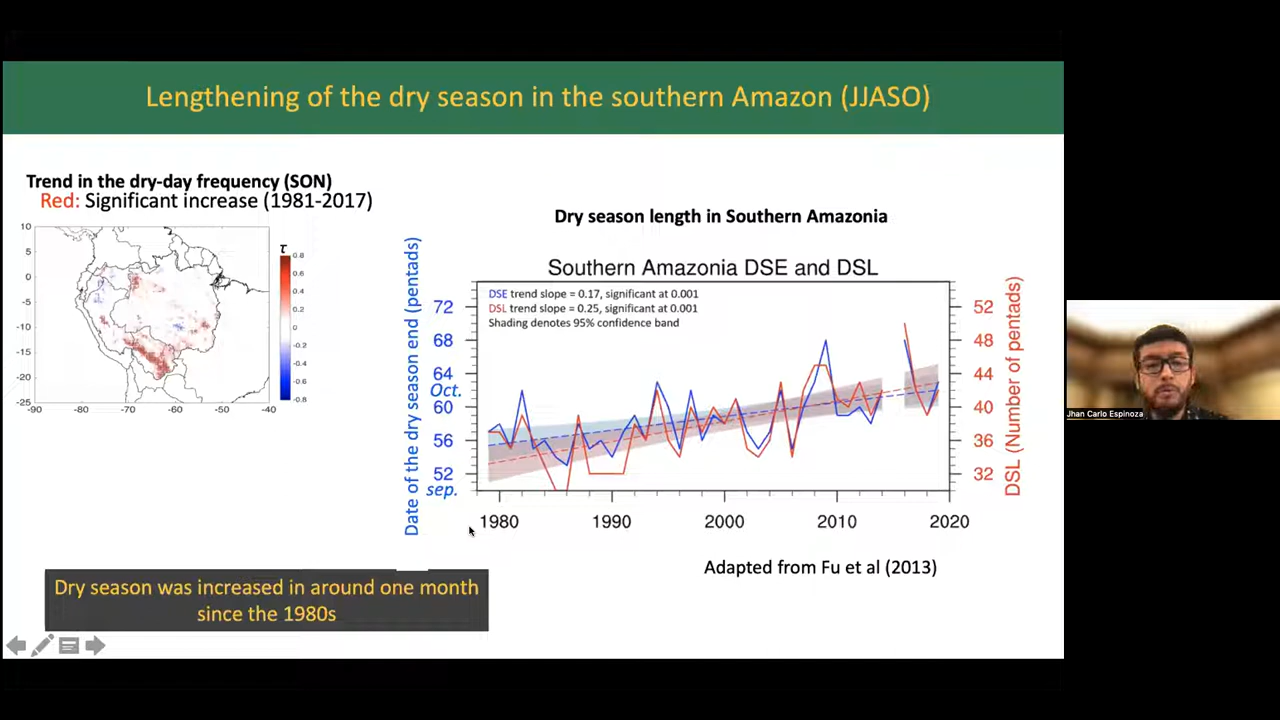 Lengthening of the dry season in the southern Amazon (JJASO)
Trend in the dry-day frequency (SON)
Red: Significant increase (1981-2017)
τ
10
5
0
-5
-10
-15
-20
-25
-90
-80
-70
-60
-50
-40
0.8
0.6
0.4
0.2
0
-0.2
-0.4
-0.6
-0.8
Dry season length in Southern Amazonia
Southern Amazonia DSE and DSL
DSE trend slope = 0.17, significant at 0.001
DSL trend slope = 0.25, significant at 0.001
Shading denotes 95% confidence band
Date of the dry season end (pentads)
72
68
64
Oct.
60
56
52
sep.
52
48
44
40
36
32
DSL (Number of pentads)
1980
1990
2000
2010
2020
Adapted from Fu et al (2013)
Dry season was increased in around one month
since the 1980s
Jhan Carlo Espinoza